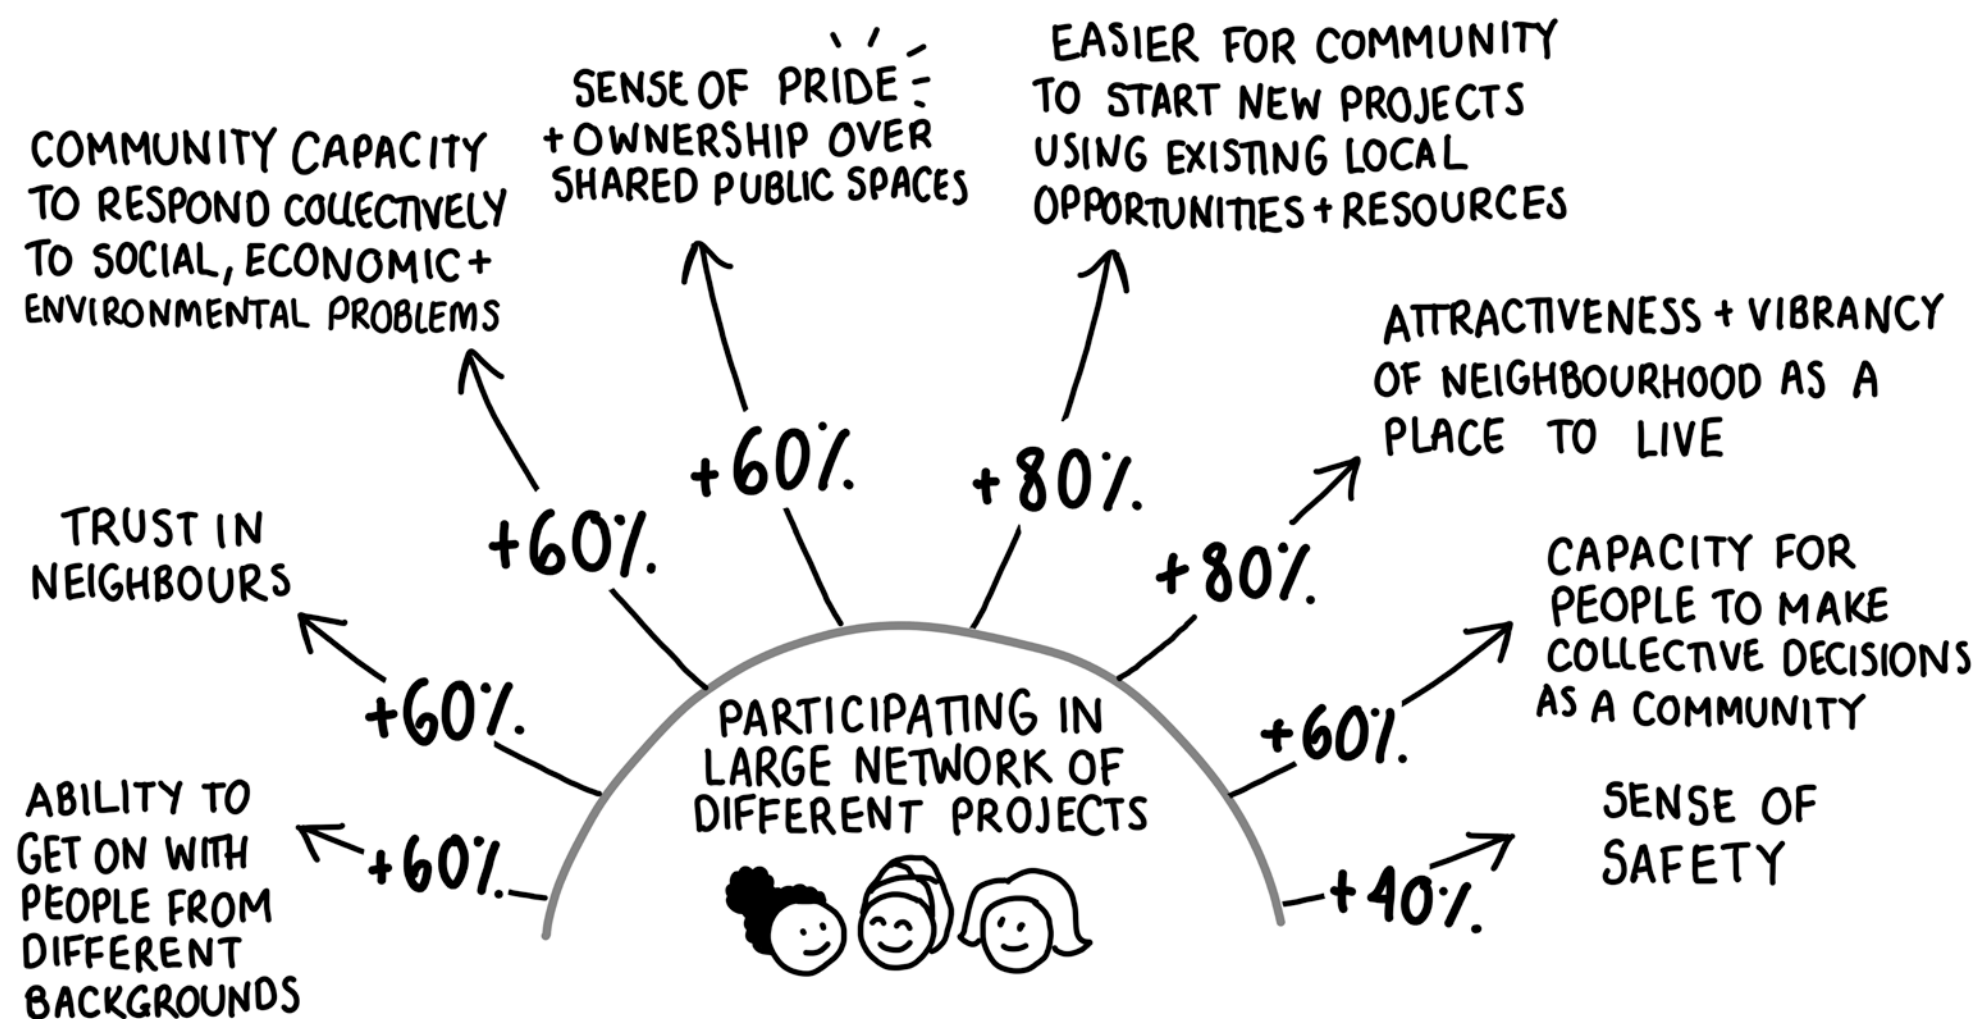 ABILITY TO
GET ON WITH
PEOPLE FROM
DIFFERENT
BACKGROUNDS
+60%
TRUST IN
NEIGHBOURS
+60%
COMMUNITY CAPACITY
TO RESPOND COLLECTIVELY
TO SOCIAL, ECONOMIC +
ENVIRONMENTAL PROBLEMS
+60%
SENSE OF PRIDE
+ OWNERSHIP OVER
SHARED PUBLIC SPACES
+60%
EASIER FOR COMMUNITY
TO START NEW PROJECTS
USING EXISTING LOCAL
OPPORTUNITIES + RESOURCES
+80%
ATTRACTIVENESS + VIBRANCY
OF NEIGHBOURHOOD AS A
PLACE TO LIVE
+80%
CAPACITY FOR
PEOPLE TO MAKE
COLLECTIVE DECISIONS
AS A COMMUNITY
+60%
SENSE OF
SAFETY
+40%
PARTICIPATING IN
LARGE NETWORK OF
DIFFERENT PROJECTS